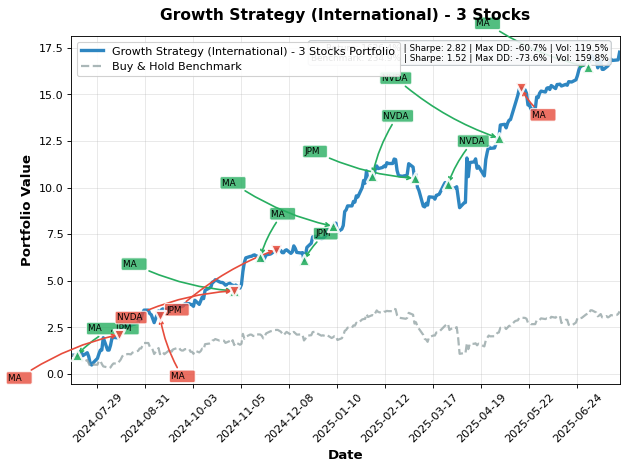 Growth Strategy (International) - 3 Stocks
MA
17.5
Growth Strategy (International) - 3 Stocks Portfolio
| Sharpe: 2.82 | Max DD: -60.7% | Vol: 119.5%
Buy & Hold Benchmark
| Sharpe: 1.52 | Max DD: -73.6% | Vol: 159.8%
NVDA
15.0
NVDA
MA
12.5
NVDA
JPM
10.0
MA
MA
7.5
JPM
MA
5.0
JPM
NVDA
2.5
MA
JPM
0.0
MA
MA
Portfolio Value
2024-07-29
2024-08-31
2024-10-03
2024-11-05
2024-12-08
2025-01-10
2025-02-12
2025-03-17
2025-04-19
2025-05-22
2025-06-24
Date